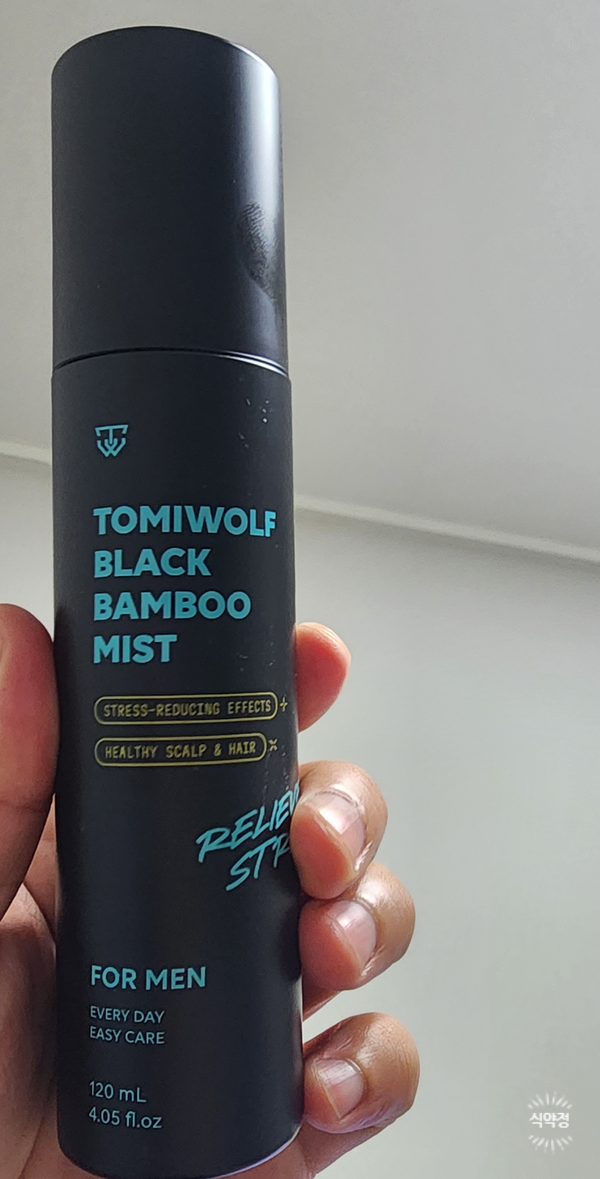 TOMIWOLF
BLACK
BAMBOO
MIST
STRESS-REDUCING EFFECTS
HEALTHY SCALP & HAIR
FOR MEN
EVERY DAY
EASY CARE
120 mL
4.05 fl.oz
식약정